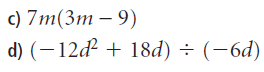 c) 7m(3m – 9)
d) (–12d² + 18d) ÷ (–6d)